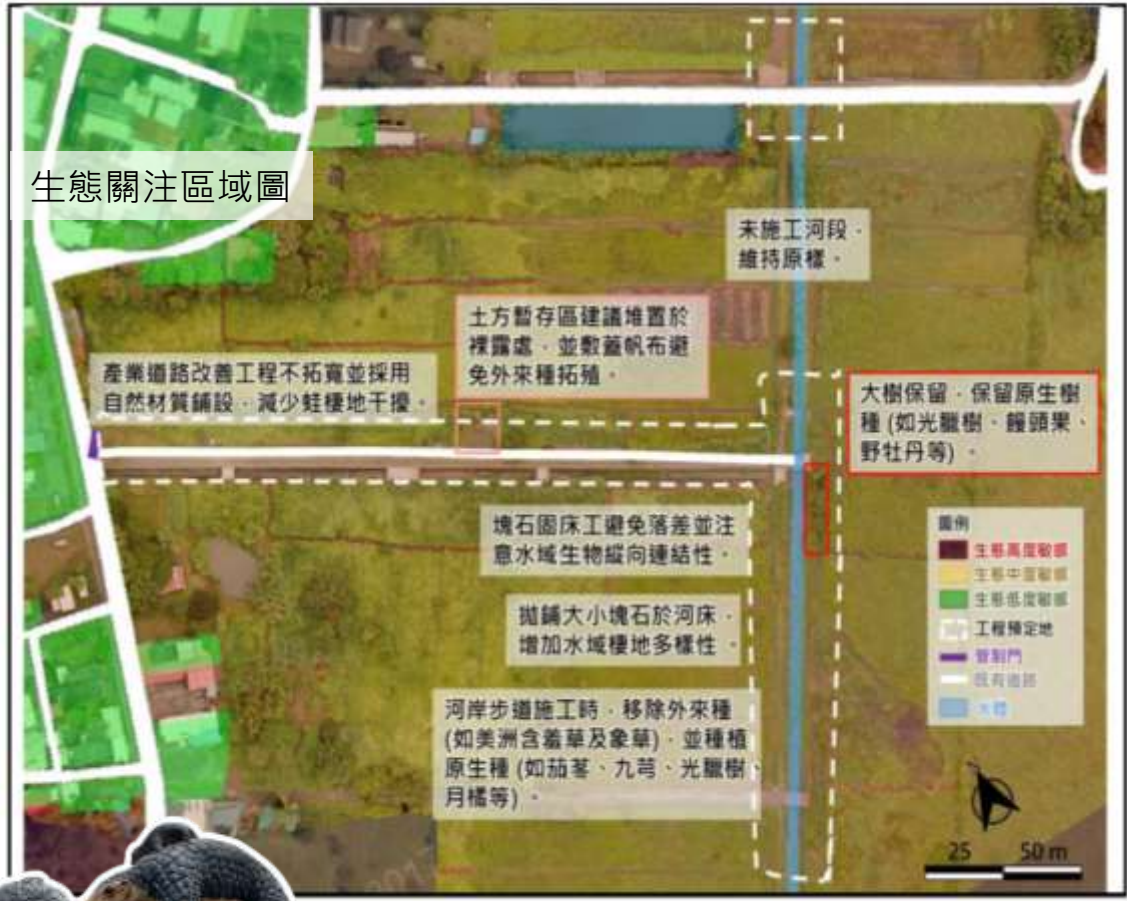 生態關注區域圖
未施工河段，
維持原樣。
土方暫存區建議堆置於
裸露處，並敷蓋帆布避
免外來種拓殖。
產業道路改善工程不拓寬並採用
自然材質鋪設，減少蛙棲地干擾。
大樹保留，保留原生樹
種 (如光臘樹、饅頭果、
野牡丹等) 。
塊石固床工避免落差並注
意水域生物縱向連結性
拋鋪大小塊石於河床，
增加水域棲地多樣性。
河岸步道施工時，移除外來種
(如美洲含羞草及象草)，並種植
原生種 (如茄苳、九芎、光臘樹、
月橘等) 。
圖例
生態高度敏感
生態中度敏感
生態低度敏感
工程預定地
管制門
既有道路
水體
25 50 m